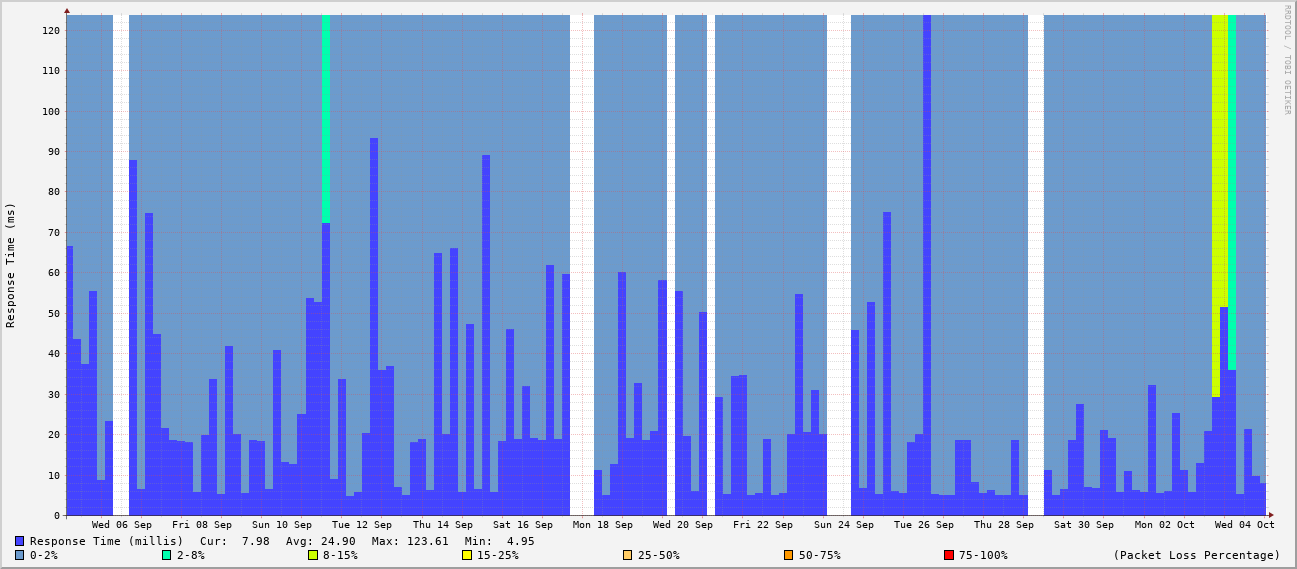 RRDTOOL / TOBI OETIKER
Response Time (ms)
120
110
100
90
80
70
60
50
40
30
20
10
0
Wed 06 Sep Fri 08 Sep Sun 10 Sep Tue 12 Sep Thu 14 Sep Sat 16 Sep Mon 18 Sep Wed 20 Sep Fri 22 Sep Sun 24 Sep Tue 26 Sep Thu 28 Sep Sat 30 Sep Mon 02 Oct Wed 04 Oct
Response Time (millis) Cur: 7.98 Avg: 24.90 Max: 123.61 Min: 4.95
0-2% 2-8% 8-15% 15-25% 25-50% 50-75% 75-100% (Packet Loss Percentage)